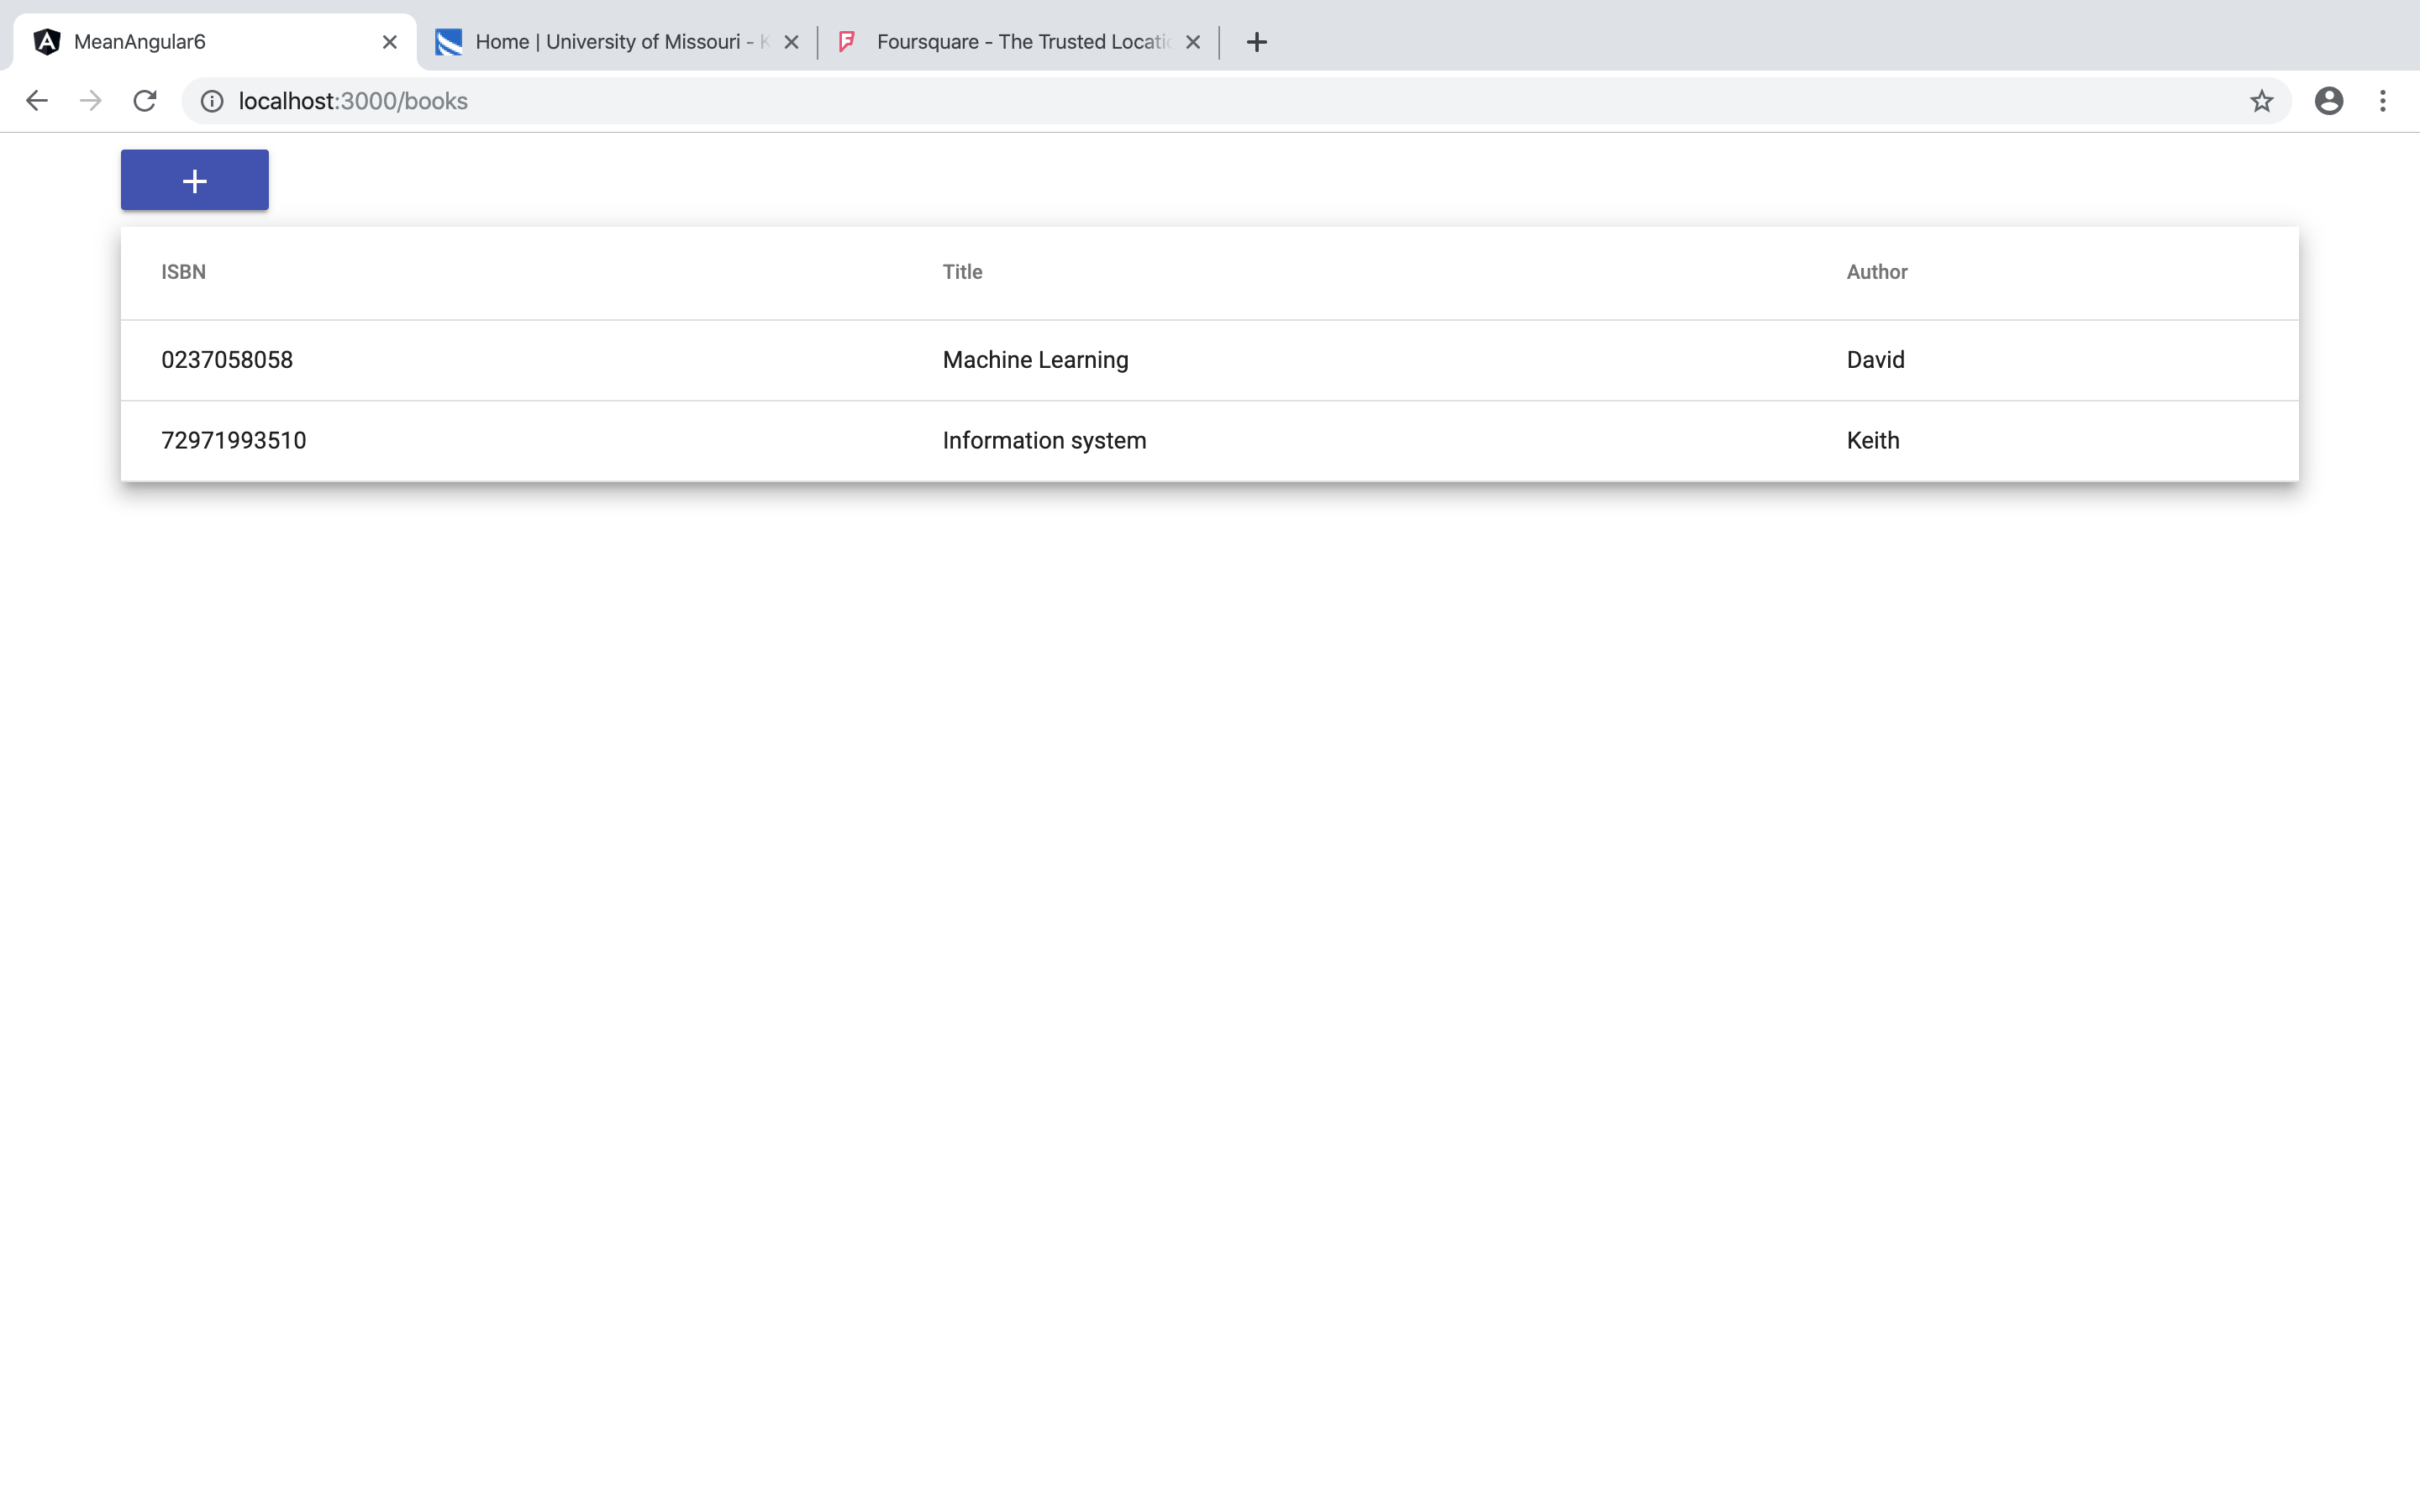 MeanAngular6
Home | University of Missouri - K
Foursquare - The Trusted Locati
localhost:3000/books
ISBN Title Author
0237058058 Machine Learning David
72971993510 Information system Keith